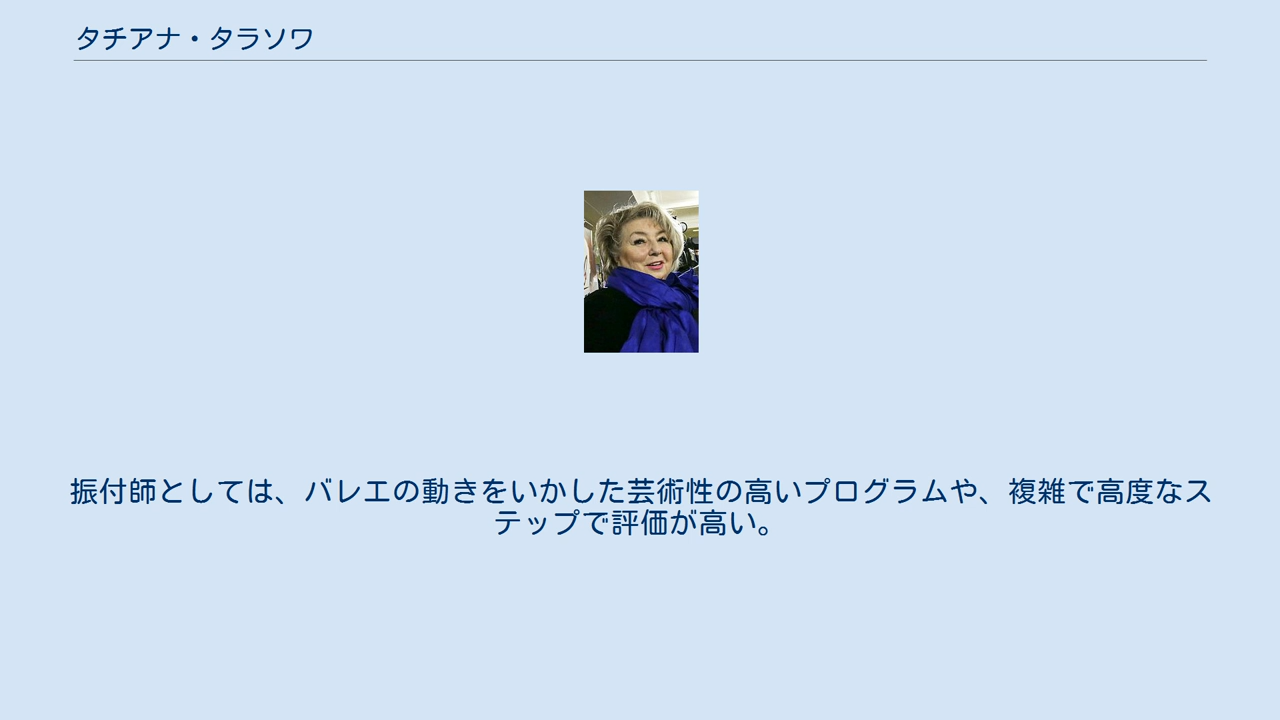 タチアナ・タラソワ
振付師としては、バレエの動きをいかした芸術性の高いプログラムや、複雑で高度なス
テップで評価が高い。